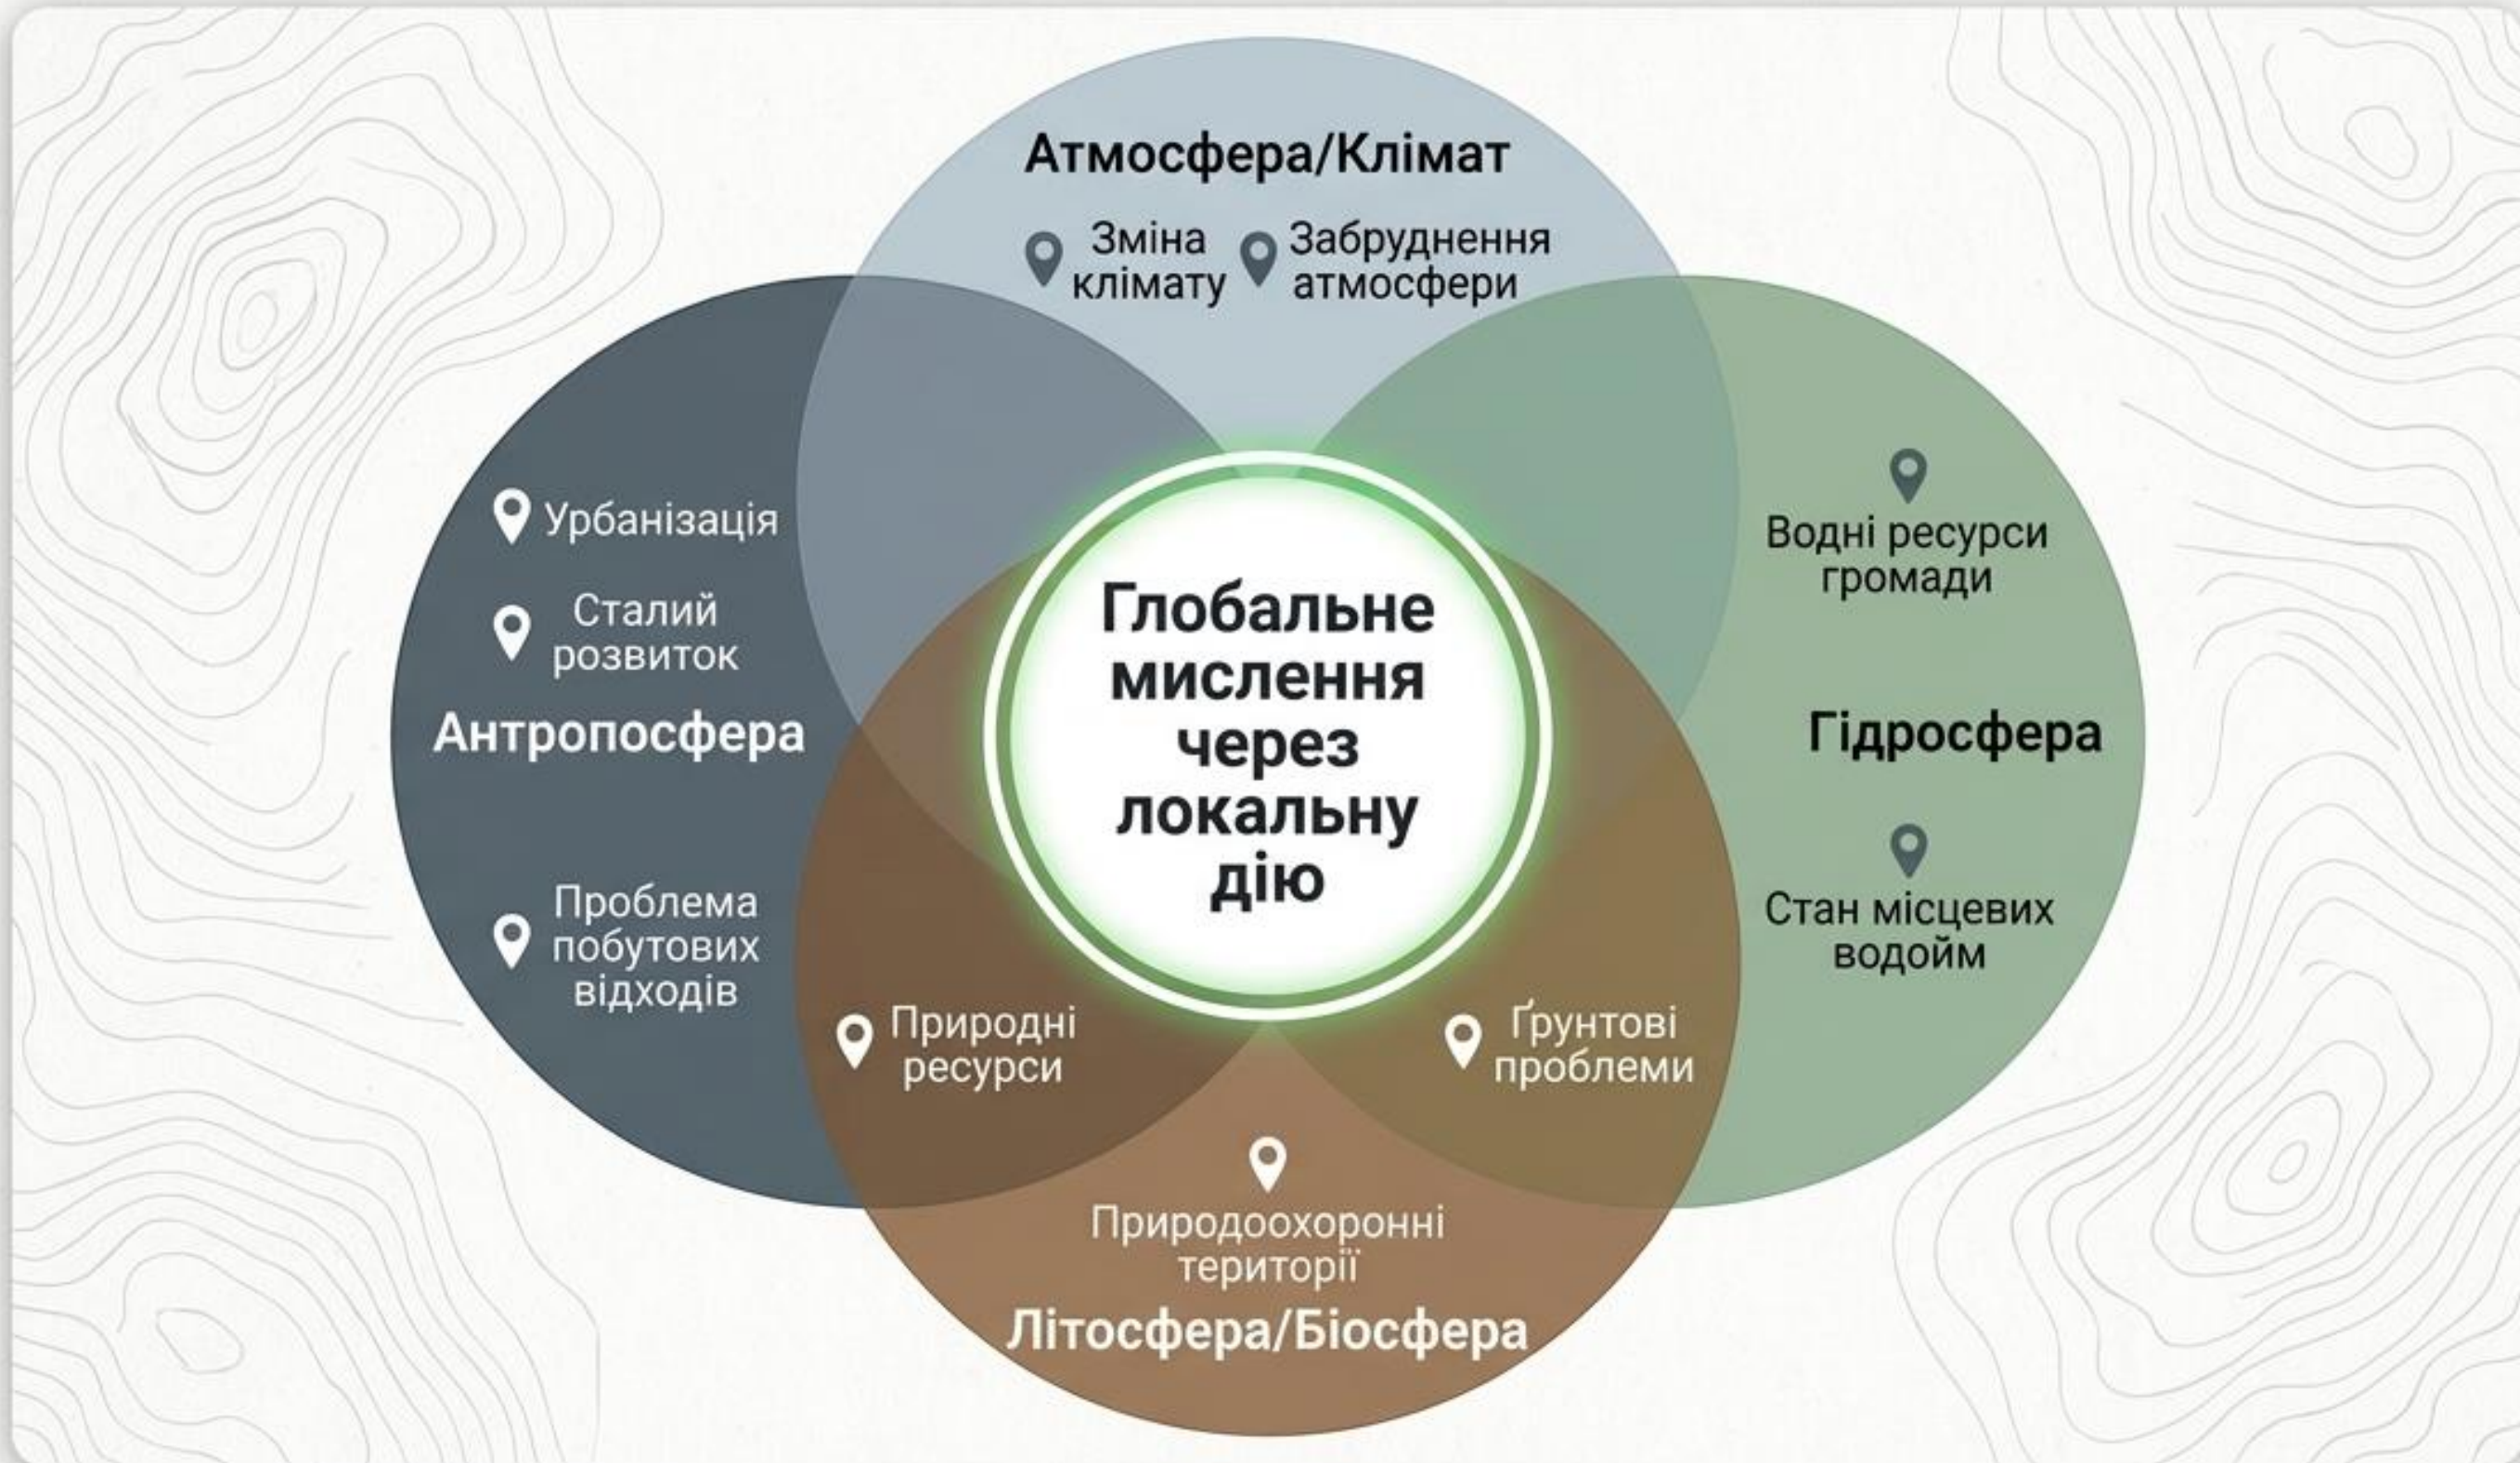 Атмосфера/Клімат
Зміна
клімату
Забруднення
атмосфери
Урбанізація
Сталий
розвиток
Антропосфера
Проблема
побутових
відходів
Глобальне
мислення
через
локальну
дію
Водні ресурси
громади
Гідросфера
Стан місцевих
водойм
Природні
ресурси
Ґрунтові
проблеми
Природоохоронні
території
Літосфера/Біосфера